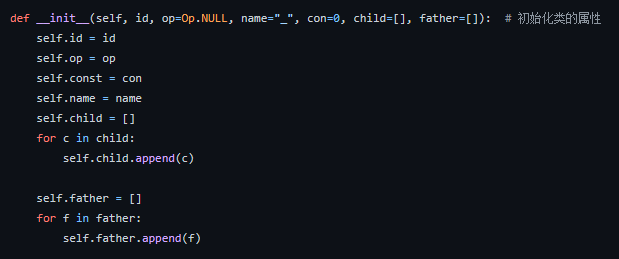 def __init__(self, id, op=Op.NULL, name="_", con=0, child=[], father=[]):  # 初始化类的属性
    self.id = id
    self.op = op
    self.const = con
    self.name = name
    self.child = []
    for c in child:
        self.child.append(c)

    self.father = []
    for f in father:
        self.father.append(f)